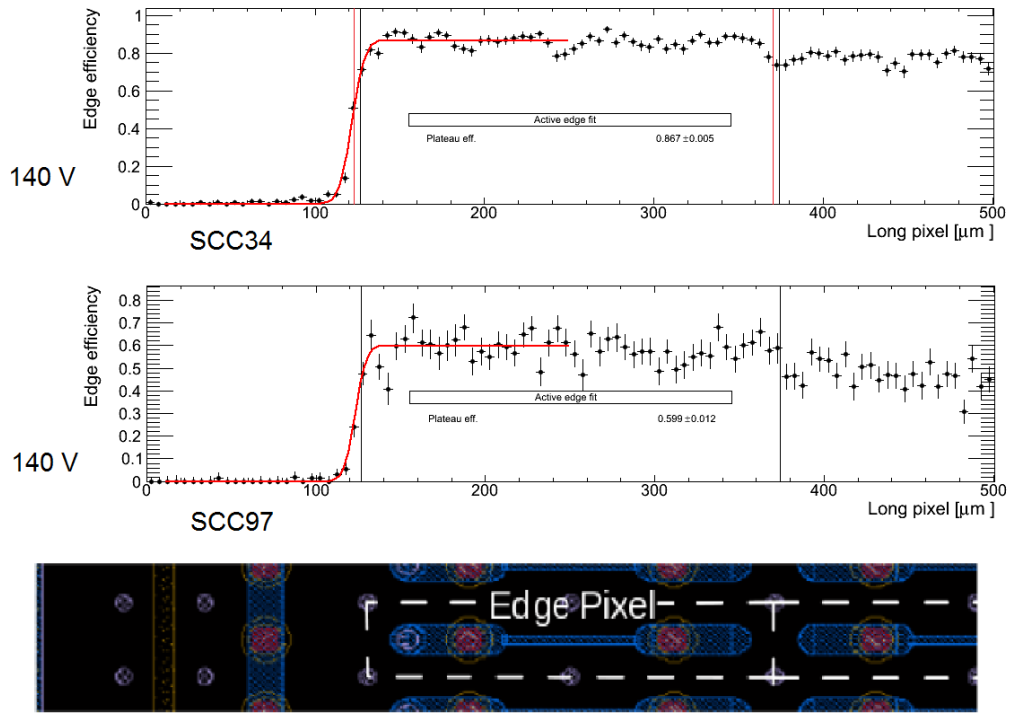 Edge efficiency
1
0.8
0.6
0.4
0.2
0
Active edge fit
Plateau eff. 0.867 ±0.005
140 V
0 100 200 300 400 500
Long pixel [μm ]
SCC34
Edge efficiency
0.8
0.7
0.6
0.5
0.4
0.3
0.2
0.1
0
Active edge fit
Plateau eff. 0.599 ±0.012
140 V
0 100 200 300 400 500
Long pixel [μm ]
SCC97
Edge Pixel